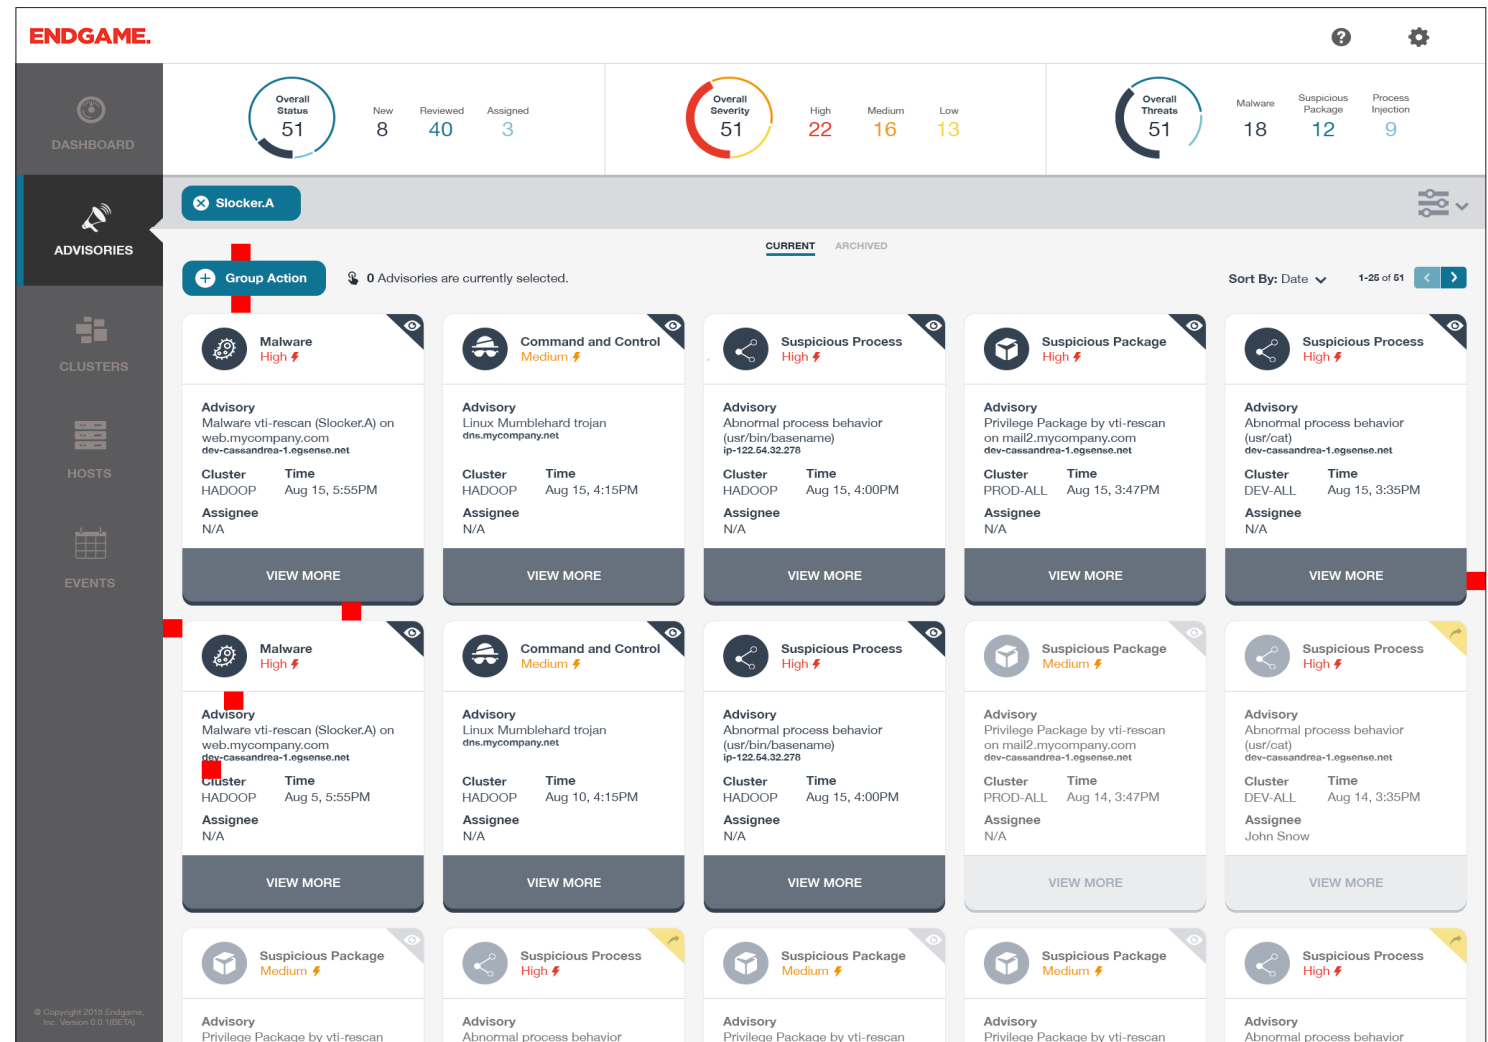 ENDGAME.
DASHBOARD
ADVISORIES
CLUSTERS
HOSTS
EVENTS
@ Copyright 2015 Endgame,
Inc. Version 0.0.1(BETA)
Overall
Status
51
New
8
Reviewed
40
Assigned
3
Overall
Severity
51
High
22
Medium
16
Low
13
Overall
Threats
51
Malware
18
Suspicious
Package
12
Process
Injection
9
Slocker.A
CURRENT ARCHIVED
Group Action
0 Advisories are currently selected.
Sort By: Date
1-25 of 51
Malware
High
Advisory
Malware vti-rescan (Slocker.A) on
web.mycompany.com
dev-cassandrea-1.egsense.net
Cluster Time
HADOOP Aug 15, 5:55PM
Assignee
N/A
VIEW MORE
Command and Control
Medium
Advisory
Linux Mumblehard trojan
dns.mycompany.net
Cluster Time
HADOOP Aug 15, 4:15PM
Assignee
N/A
VIEW MORE
Suspicious Process
High
Advisory
Abnormal process behavior
(usr/bin/basename)
ip-122.54.32.278
Cluster Time
HADOOP Aug 15, 4:00PM
Assignee
N/A
VIEW MORE
Suspicious Package
High
Advisory
Privilege Package by vti-rescan
on mail2.mycompany.com
dev-cassandrea-1.egsense.net
Cluster Time
PROD-ALL Aug 15, 3:47PM
Assignee
N/A
VIEW MORE
Suspicious Process
High
Advisory
Abnormal process behavior
(usr/cat)
dev-cassandrea-1.egsense.net
Cluster Time
DEV-ALL Aug 15, 3:35PM
Assignee
N/A
VIEW MORE
Malware
High
Advisory
Malware vti-rescan (Slocker.A) on
web.mycompany.com
dev-cassandrea-1.egsense.net
Cluster Time
HADOOP Aug 5, 5:55PM
Assignee
N/A
VIEW MORE
Command and Control
Medium
Advisory
Linux Mumblehard trojan
dns.mycompany.net
Cluster Time
HADOOP Aug 10, 4:15PM
Assignee
N/A
VIEW MORE
Suspicious Process
High
Advisory
Abnormal process behavior
(usr/bin/basename)
ip-122.54.32.278
Cluster Time
HADOOP Aug 15, 4:00PM
Assignee
N/A
VIEW MORE
Suspicious Package
Medium
Advisory
Privilege Package by vti-rescan
on mail2.mycompany.com
dev-cassandrea-1.egsense.net
Cluster Time
PROD-ALL Aug 14, 3:47PM
Assignee
N/A
VIEW MORE
Suspicious Process
High
Advisory
Abnormal process behavior
(usr/cat)
dev-cassandrea-1.egsense.net
Cluster Time
DEV-ALL Aug 14, 3:35PM
Assignee
John Snow
VIEW MORE
Suspicious Package
Medium
Advisory
Privilege Package by vti-rescan
Suspicious Process
High
Advisory
Abnormal process behavior
Suspicious Package
Medium
Advisory
Privilege Package by vti-rescan
Suspicious Package
Medium
Advisory
Privilege Package by vti-rescan
Suspicious Process
High
Advisory
Abnormal process behavior